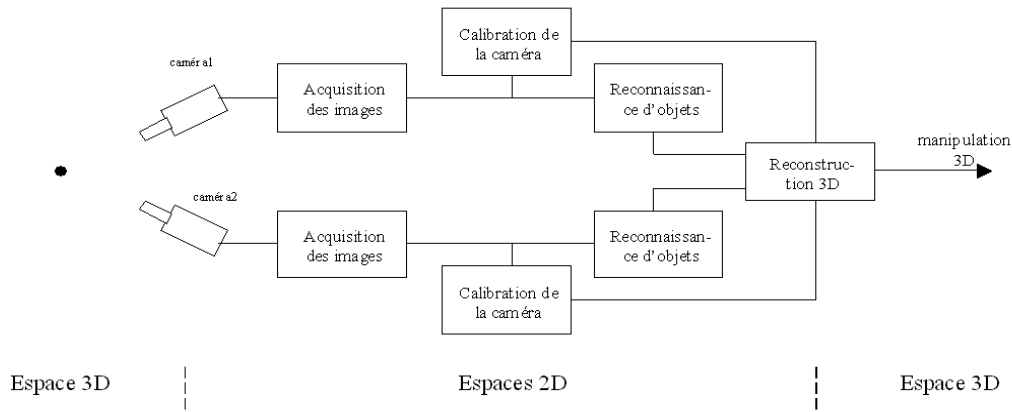 Calibration de
la caméra
caméra1
Acquisition
des images
Reconnaissan-
ce d'objets
manipulation
3D
Reconstruc-
tion 3D
caméra2
Acquisition
des images
Reconnaissan-
ce d'objets
Calibration de
la caméra
Espace 3D
Espaces 2D
Espace 3D